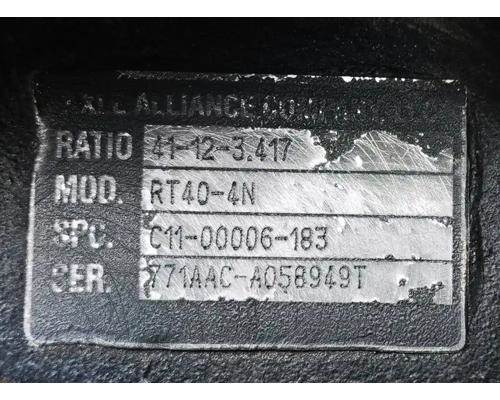 ALLIANCE
RATIO 41-12-3.417
MOD. RT40-4N
SPC. C11-00006-183
SER. 771AAC-A058949T